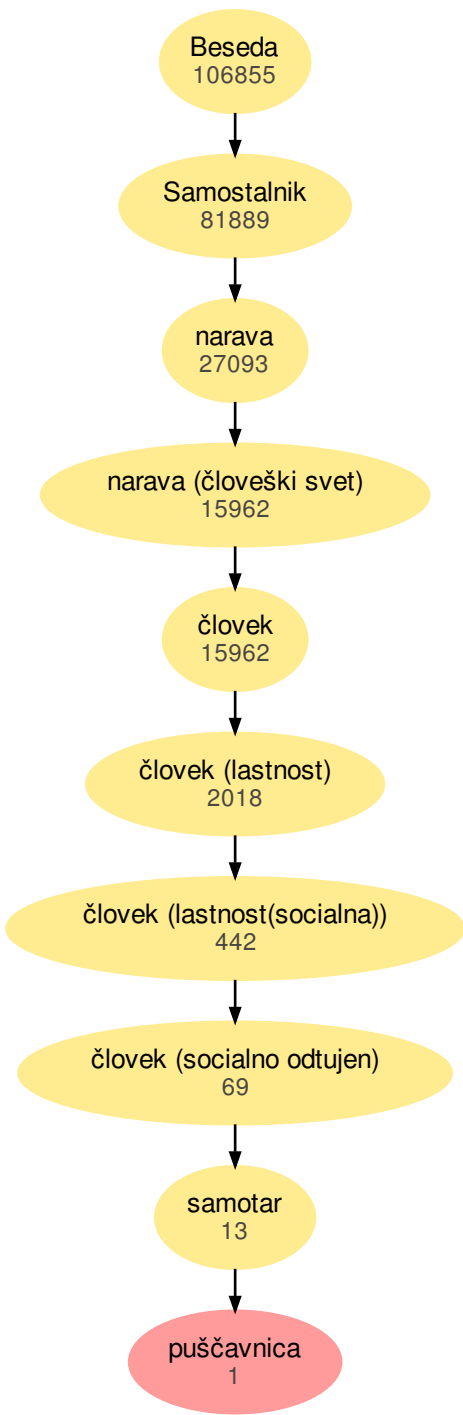 Beseda
106855
Samostalnik
81889
narava
27093
narava (človeški svet)
15962
človek
15962
človek (lastnost)
2018
človek (lastnost(socialna))
442
človek (socialno odtujen)
69
samotar
13
puščavnica
1